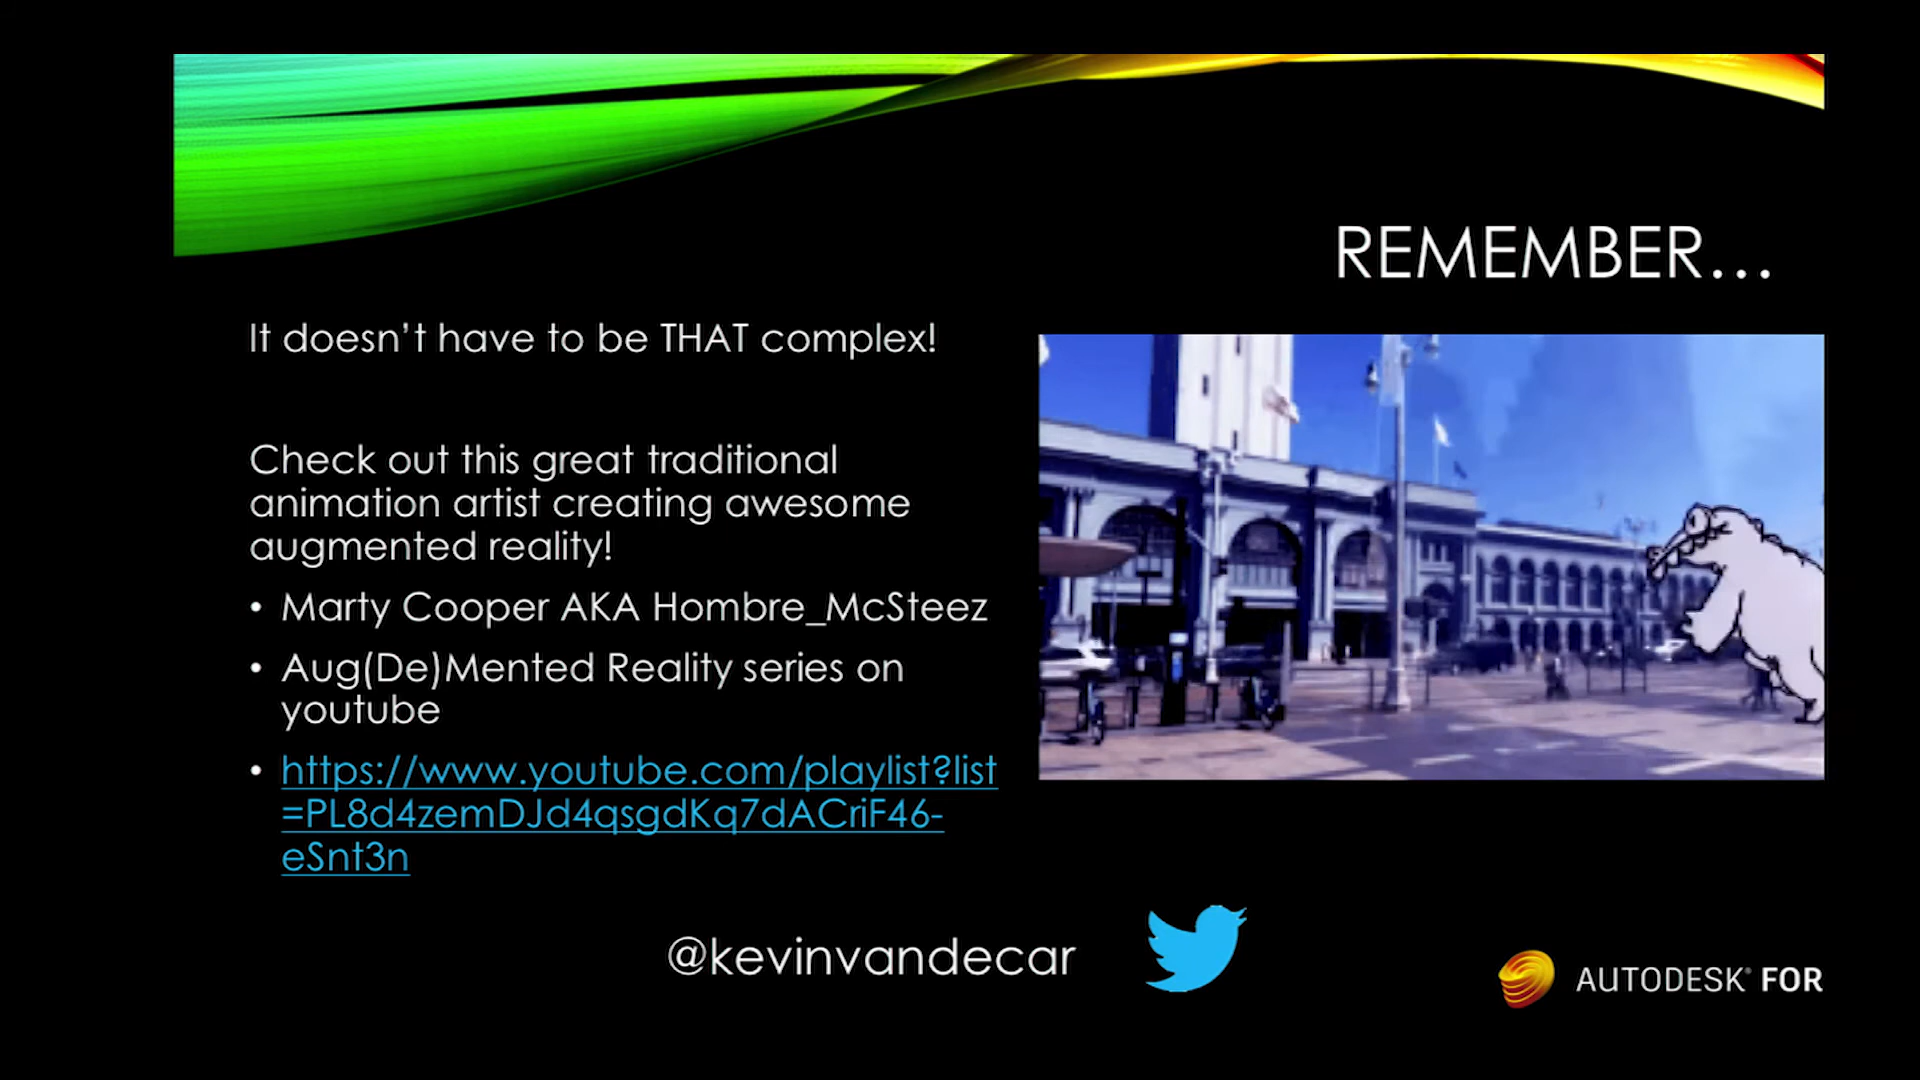 REMEMBER...
It doesn't have to be THAT complex!
Check out this great traditional
animation artist creating awesome
augmented reality!
• Marty Cooper AKA Hombre_McSteez
• Aug(De)Mented Reality series on
youtube
• https://www.youtube.com/playlist?list
=PL8d4zemDJd4qsgdKq7dACriF46-
eSnt3n
@kevinvandecar
AUTODESK® FOR